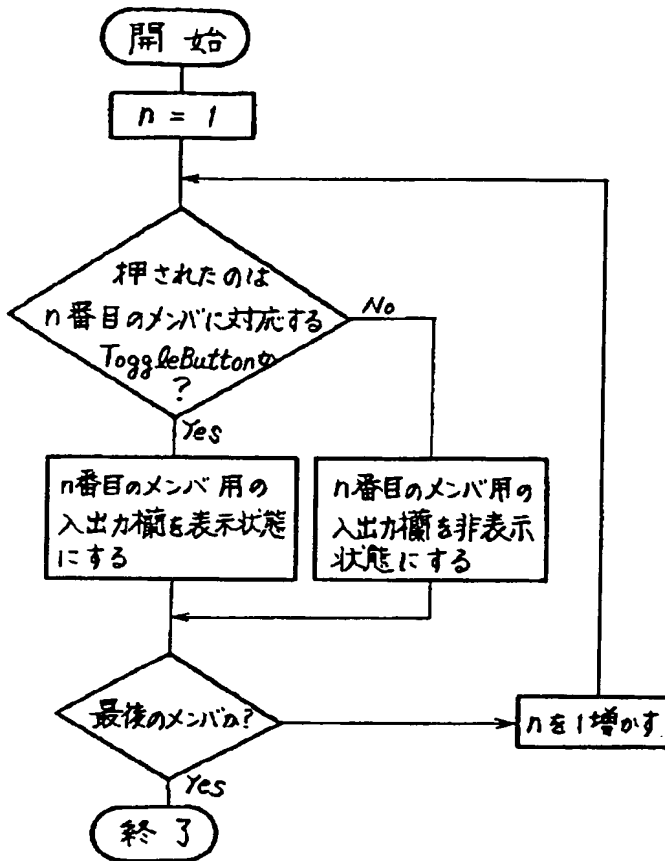 開始
n = 1
押されたのは
n番目のメンバに対応する
ToggleButtonか
?
No
Yes
n番目のメンバ用の
入出力欄を表示状態
にする
n番目のメンバ用の
入出力欄を非表示
状態にする
最後のメンバか?
nを1増かす
Yes
終了